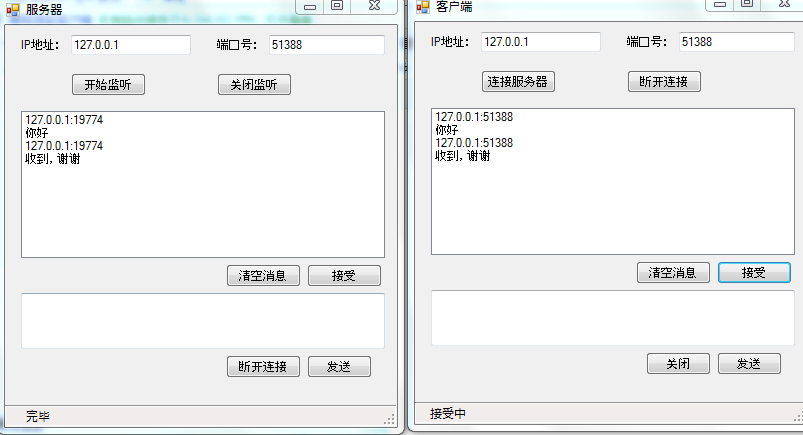 服务器
IP地址： 127.0.0.1 端口号： 51388
开始监听 关闭监听
127.0.0.1:19774
你好
127.0.0.1:19774
收到，谢谢
清空消息 接受
断开连接 发送
完毕
客户端
IP地址： 127.0.0.1 端口号： 51388
连接服务器 断开连接
127.0.0.1:51388
你好
127.0.0.1:51388
收到，谢谢
清空消息 接受
关闭 发送
接受中